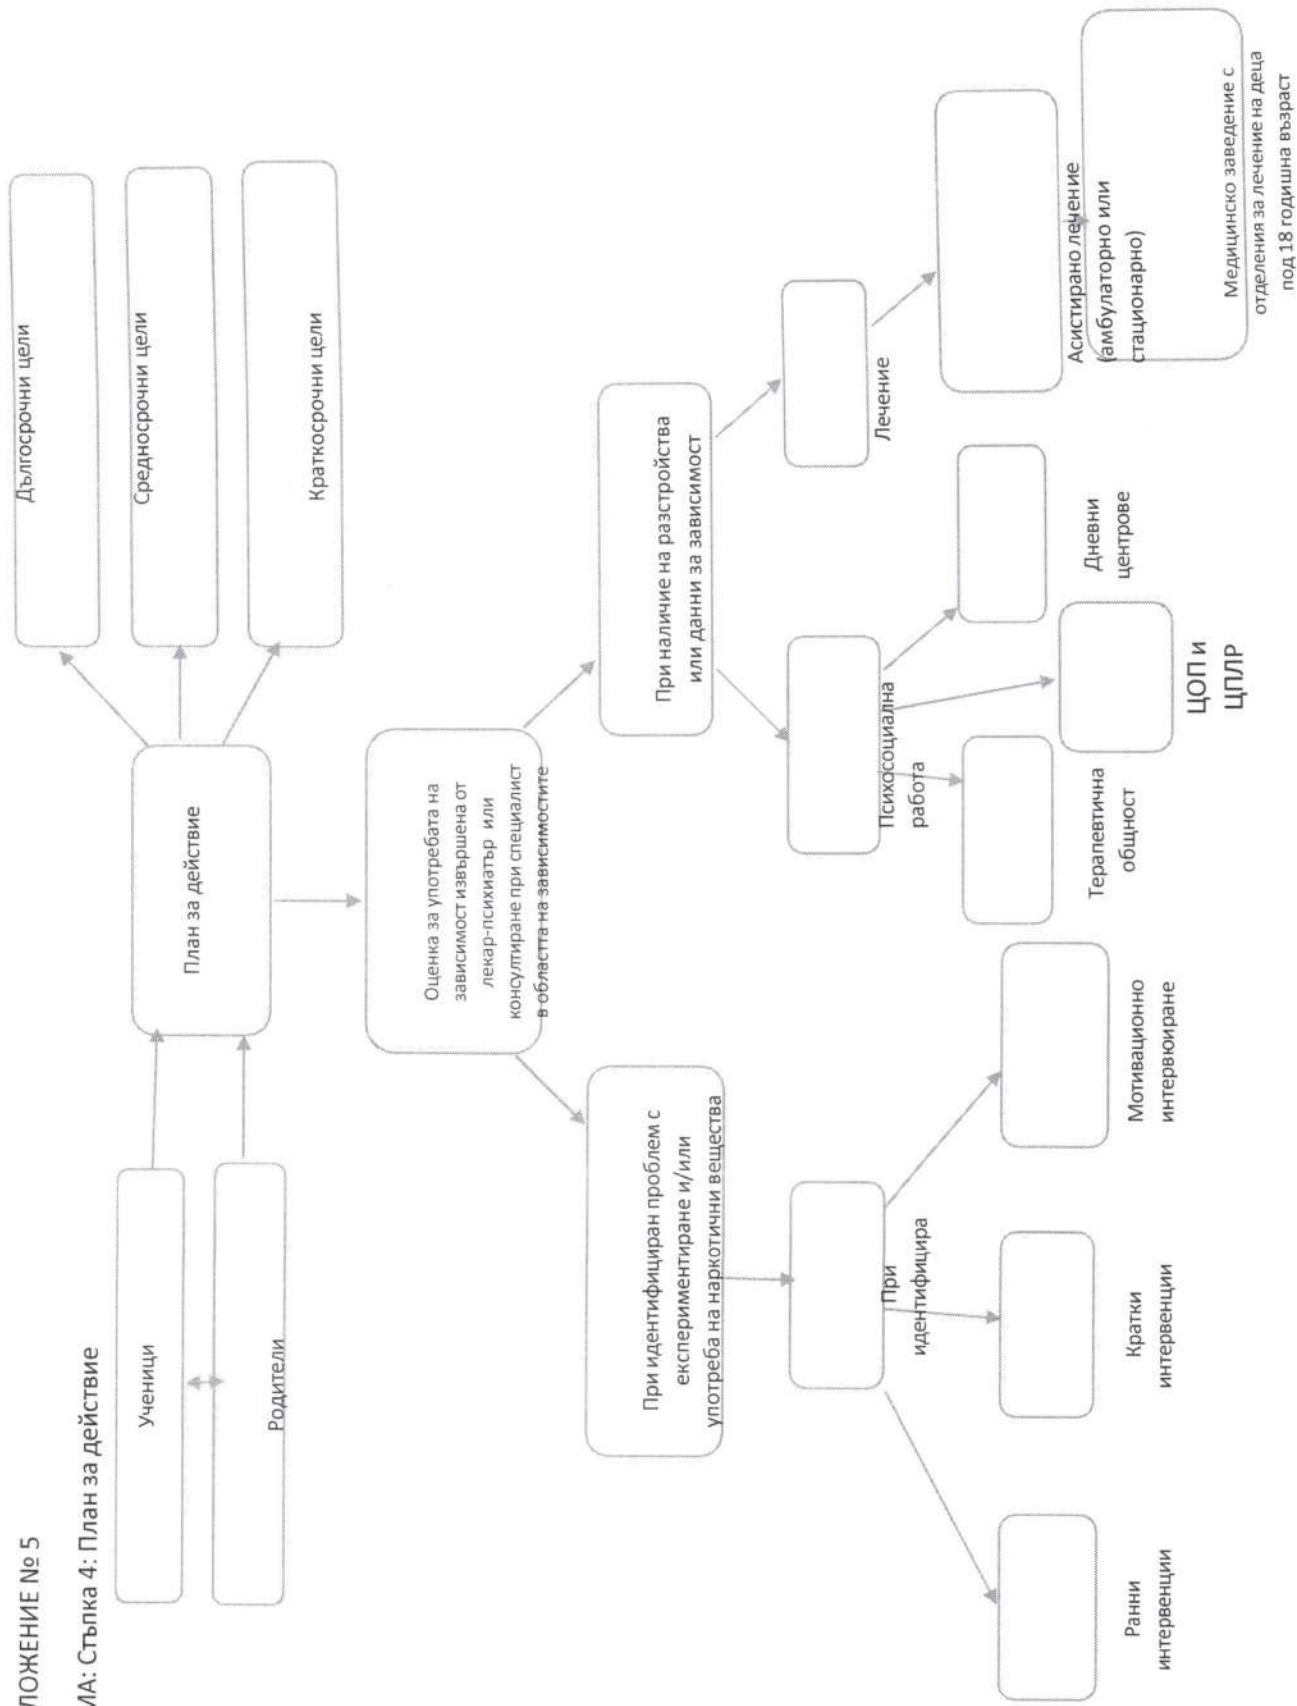 ЛОЖЕНИЕ № 5
ИА: Стъпка 4: План за действие
Ученици
Родители
План за действие
Дългосрочни цели
Средносрочни цели
Краткосрочни цели
Оценка за употребата на
зависимост извършена от
лекар-психиатър или
консултиране при специалист
в областта на зависимостите
При идентифициран проблем с
експериментиране и/или
употреба на наркотични вещества
При наличие на разстройства
или данни за зависимост
При
идентифицира
Психосоциална
работа
Лечение
Ранни
интервенции
Кратки
интервенции
Мотивационно
интервюиране
Терапевтична
общност
ЦОП и
ЦПЛР
Дневни
центрове
Асистирано лечение
(амбулаторно или
стационарно)
Медицинско заведение с
отделения за лечение на деца
под 18 годишна възраст